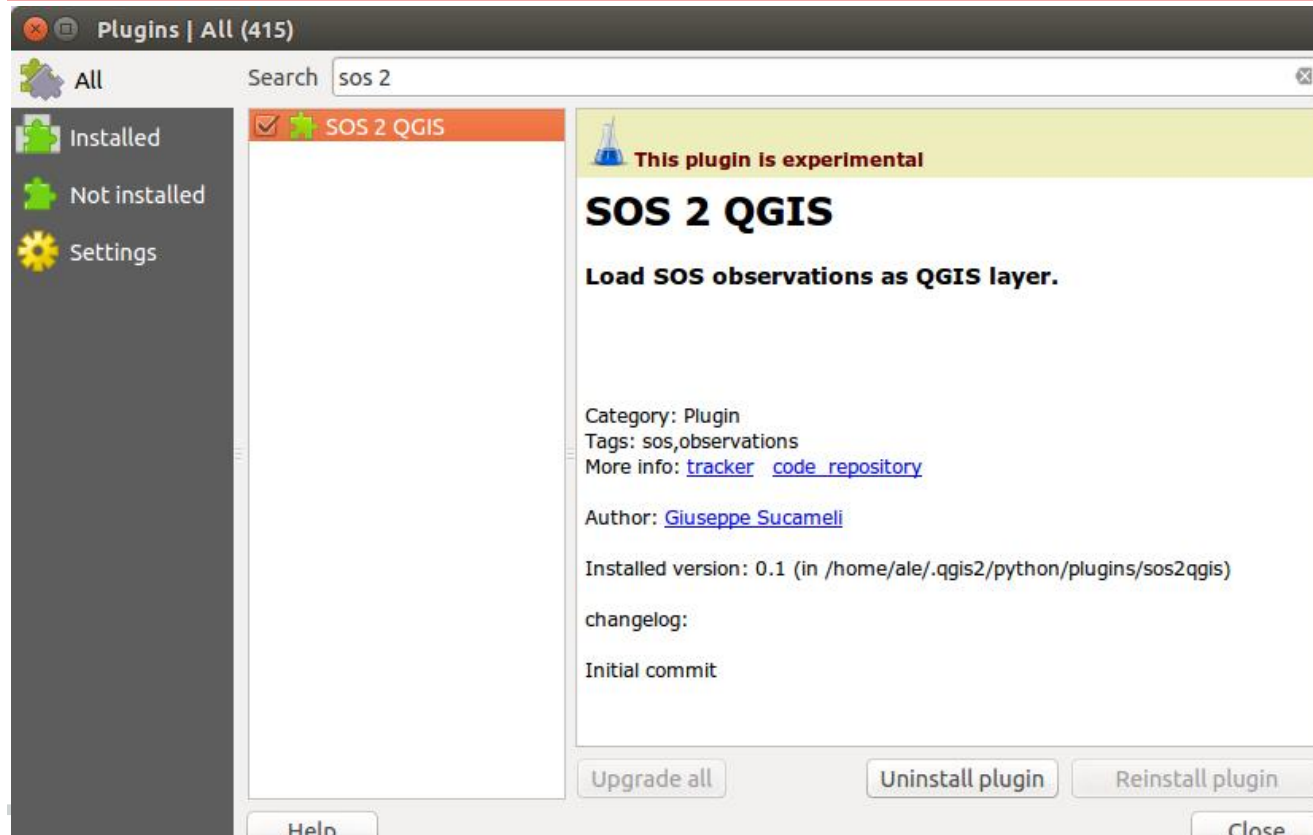 Plugins | All (415)
All
Installed
Not installed
Settings
Search sos 2
SOS 2 QGIS
This plugin is experimental
SOS 2 QGIS
Load SOS observations as QGIS layer.
Category: Plugin
Tags: sos,observations
More info: tracker code repository
Author: Giuseppe Sucameli
Installed version: 0.1 (in /home/ale/.qgis2/python/plugins/sos2qgis)
changelog:
Initial commit
Upgrade all Uninstall plugin Reinstall plugin
Help Close